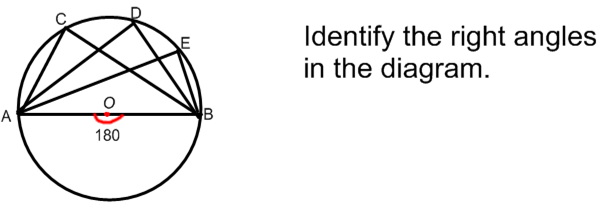 C
D
E
A
O
B
180
Identify the right angles
in the diagram.